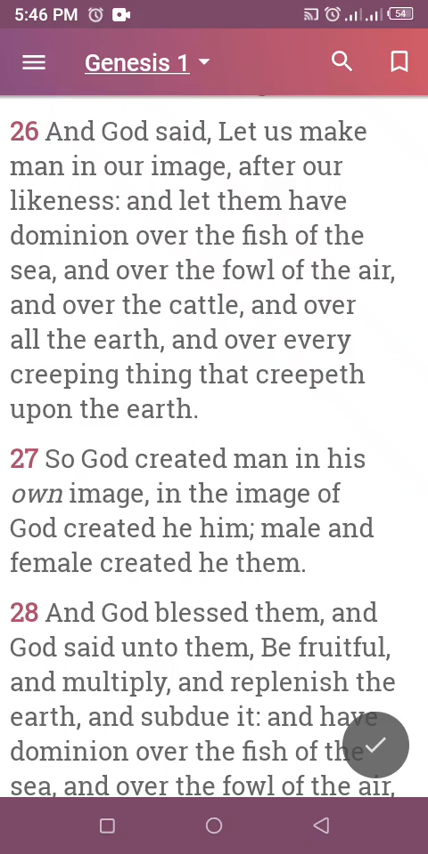 5:46 PM 54
Genesis 1
26 And God said, Let us make
man in our image, after our
likeness: and let them have
dominion over the fish of the
sea, and over the fowl of the air,
and over the cattle, and over
all the earth, and over every
creeping thing that creepeth
upon the earth.
27 So God created man in his
own image, in the image of
God created he him; male and
female created he them.
28 And God blessed them, and
God said unto them, Be fruitful,
and multiply, and replenish the
earth, and subdue it: and have
dominion over the fish of the
sea, and over the fowl of the air,